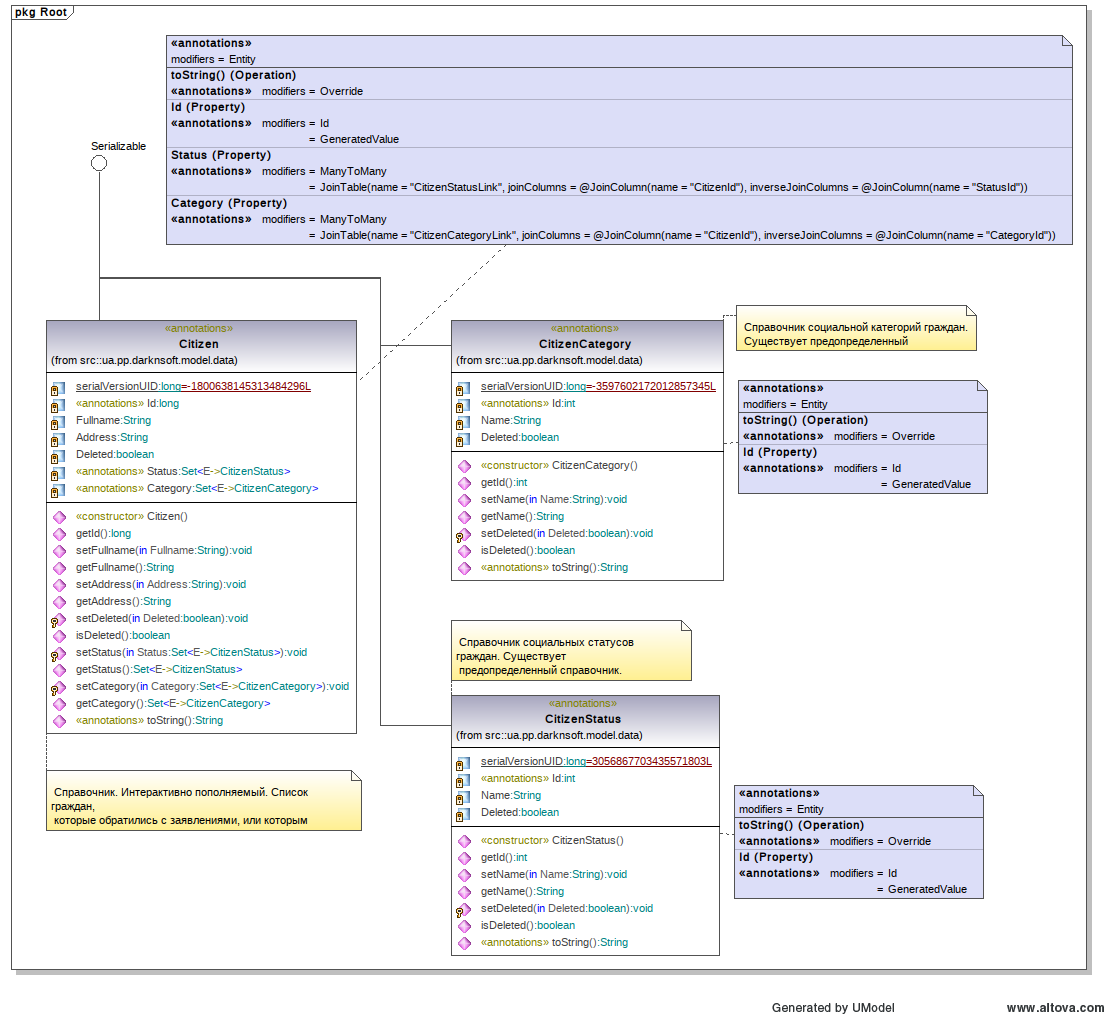 pkg Root
«annotations»
modifiers = Entity
toString() (Operation)
«annotations» modifiers = Override
Id (Property)
«annotations» modifiers = Id
= GeneratedValue
Status (Property)
«annotations» modifiers = ManyToMany
= JoinTable(name = "CitizenStatusLink", joinColumns = @JoinColumn(name = "CitizenId"), inverseJoinColumns = @JoinColumn(name = "StatusId"))
Category (Property)
«annotations» modifiers = ManyToMany
= JoinTable(name = "CitizenCategoryLink", joinColumns = @JoinColumn(name = "CitizenId"), inverseJoinColumns = @JoinColumn(name = "CategoryId"))
Serializable
«annotations»
Citizen
(from src::ua.pp.darknsoft.model.data)
serialVersionUID:long=-1800638145313484296L
«annotations» Id:long
Fullname:String
Address:String
Deleted:boolean
«annotations» Status:Set<E->CitizenStatus>
«annotations» Category:Set<E->CitizenCategory>
«constructor» Citizen()
getId():long
setFullname(in Fullname:String):void
getFullname():String
setAddress(in Address:String):void
getAddress():String
setDeleted(in Deleted:boolean):void
isDeleted():boolean
setStatus(in Status:Set<E->CitizenStatus>):void
getStatus():Set<E->CitizenStatus>
setCategory(in Category:Set<E->CitizenCategory>):void
getCategory():Set<E->CitizenCategory>
«annotations» toString():String
Справочник. Интерактивно пополняемый. Список
граждан,
которые обратились с заявлениями, или которым
«annotations»
CitizenCategory
(from src::ua.pp.darknsoft.model.data)
serialVersionUID:long=-3597602172012857345L
«annotations» Id:int
Name:String
Deleted:boolean
«constructor» CitizenCategory()
getId():int
setName(in Name:String):void
getName():String
setDeleted(in Deleted:boolean):void
isDeleted():boolean
«annotations» toString():String
Справочник социальной категорий граждан.
Существует предопределенный
«annotations»
modifiers = Entity
toString() (Operation)
«annotations» modifiers = Override
Id (Property)
«annotations» modifiers = Id
= GeneratedValue
Справочник социальных статусов
граждан. Существует
предопределенный справочник.
«annotations»
CitizenStatus
(from src::ua.pp.darknsoft.model.data)
serialVersionUID:long=3056867703435571803L
«annotations» Id:int
Name:String
Deleted:boolean
«constructor» CitizenStatus()
getId():int
setName(in Name:String):void
getName():String
setDeleted(in Deleted:boolean):void
isDeleted():boolean
«annotations» toString():String
«annotations»
modifiers = Entity
toString() (Operation)
«annotations» modifiers = Override
Id (Property)
«annotations» modifiers = Id
= GeneratedValue
Generated by UModel www.altova.com